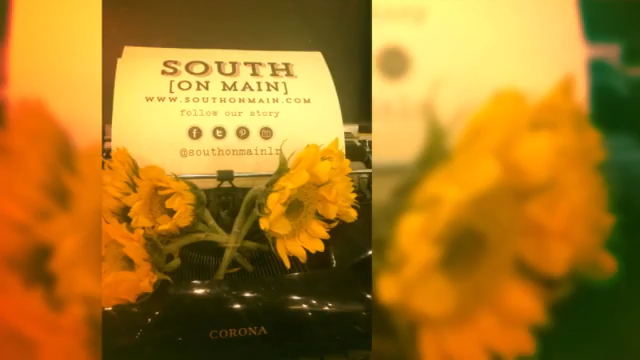 SOUTH
[ON MAIN]
WWW.SOUTHONMAIN.COM
follow our story
@southonmainlr
CORONA